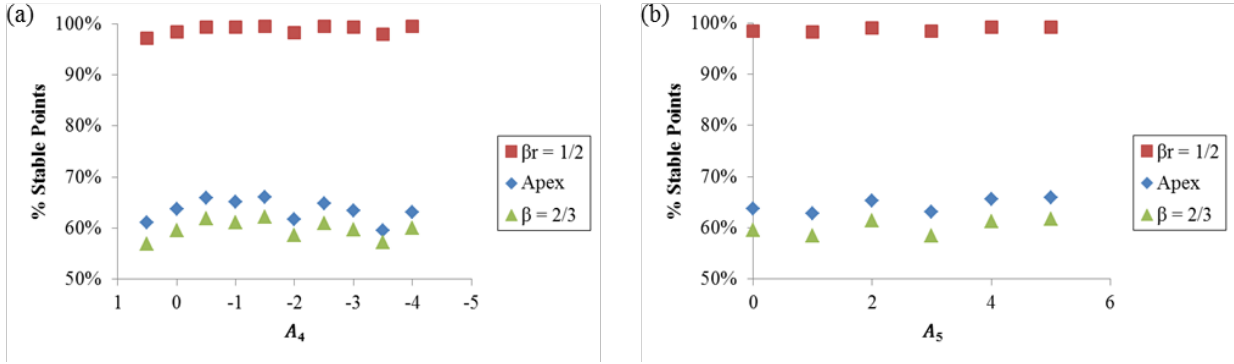 (a)
100%
90%
80%
70%
60%
50%
% Stable Points
1
0
-1
-2
-3
-4
-5
A4
βr = 1/2
Apex
β = 2/3
(b)
100%
90%
80%
70%
60%
50%
% Stable Points
0
2
4
6
A5
βr = 1/2
Apex
β = 2/3